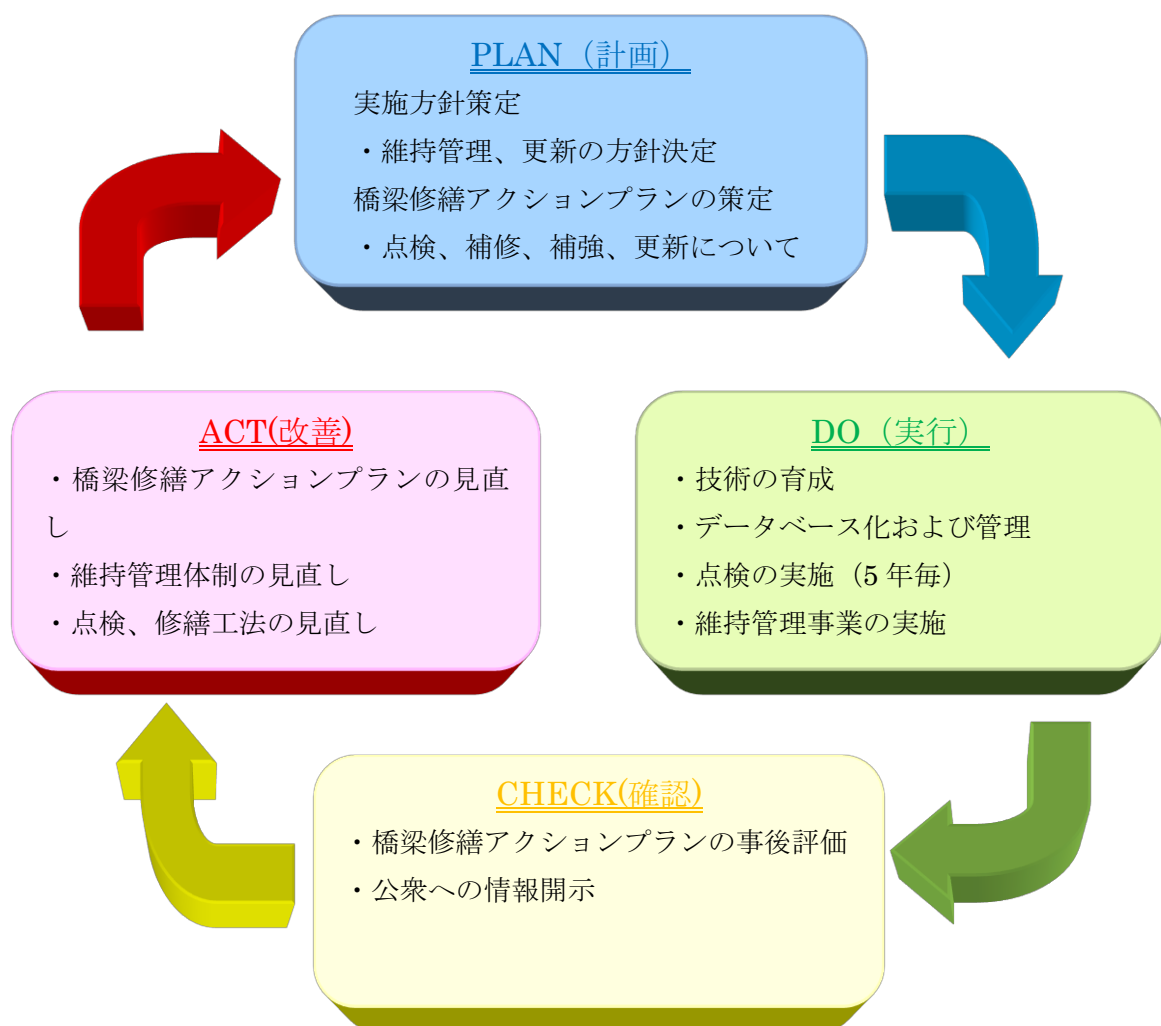 PLAN（計画）
実施方針策定
・維持管理、更新の方針決定
橋梁修繕アクションプランの策定
・点検、補修、補強、更新について
ACT(改善)
・橋梁修繕アクションプランの見直
し
・維持管理体制の見直し
・点検、修繕工法の見直し
DO（実行）
・技術の育成
・データベース化および管理
・点検の実施（5 年毎）
・維持管理事業の実施
CHECK(確認)
・橋梁修繕アクションプランの事後評価
・公衆への情報開示